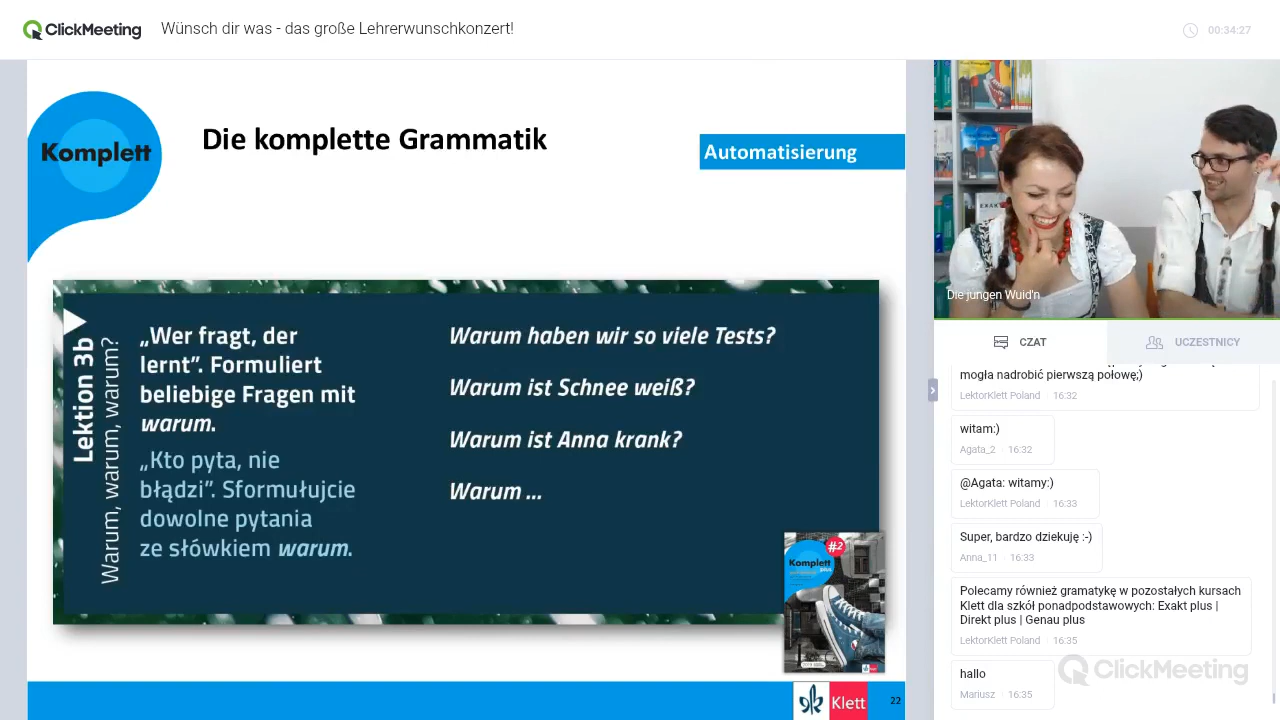 ClickMeeting
Wünsch dir was - das große Lehrerwunschkonzert!
00:34:27
Komplett
Die komplette Grammatik
Automatisierung
Lektion 3b
Warum, warum, warum?
„Wer fragt, der
lernt”. Formuliert
beliebige Fragen mit
warum.
„Kto pyta, nie
błądzi”. Sformułujcie
dowolne pytania
ze słówkiem warum.
Warum haben wir so viele Tests?
Warum ist Schnee weiß?
Warum ist Anna krank?
Warum ...
#2
Komplett
plus
Klett
22
EXAKT
Die jungen Wuid'n
CZAT
UCZESTNICY
mogła nadrobić pierwszą połowę;)
LektorKlett Poland · 16:32
witam:)
Agata_2 · 16:32
@Agata: witamy:)
LektorKlett Poland · 16:33
Super, bardzo dziekuję :-)
Anna_11 · 16:33
Polecamy również gramatykę w pozostałych kursach
Klett dla szkół ponadpodstawowych: Exakt plus |
Direkt plus | Genau plus
LektorKlett Poland · 16:35
hallo
Mariusz · 16:35
ClickMeeting